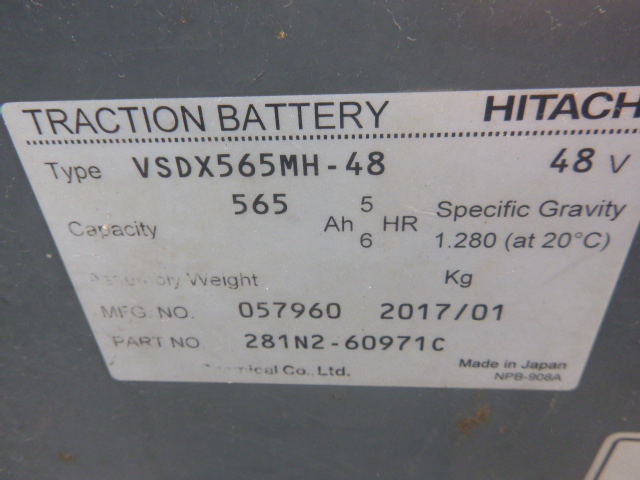 TRACTION BATTERY HITACH
Type VSDX565MH-48 48 V
Capacity 565 Ah 5 HR Specific Gravity
6 1.280 (at 20°C)
Weight Kg
MFG. NO. 057960 2017/01
PART NO. 281N2-60971C
Co., Ltd. Made in Japan
NPB-908A